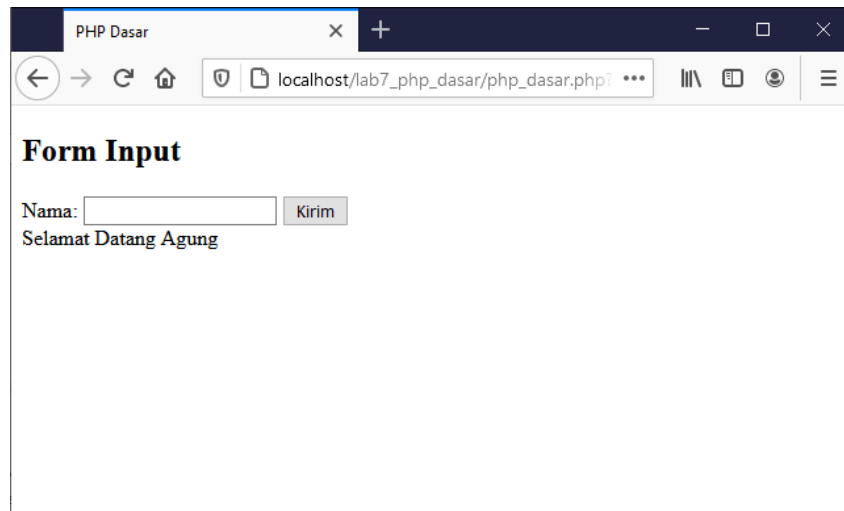 PHP Dasar
localhost/lab7_php_dasar/php_dasar.php?
Form Input
Nama:
Kirim
Selamat Datang Agung